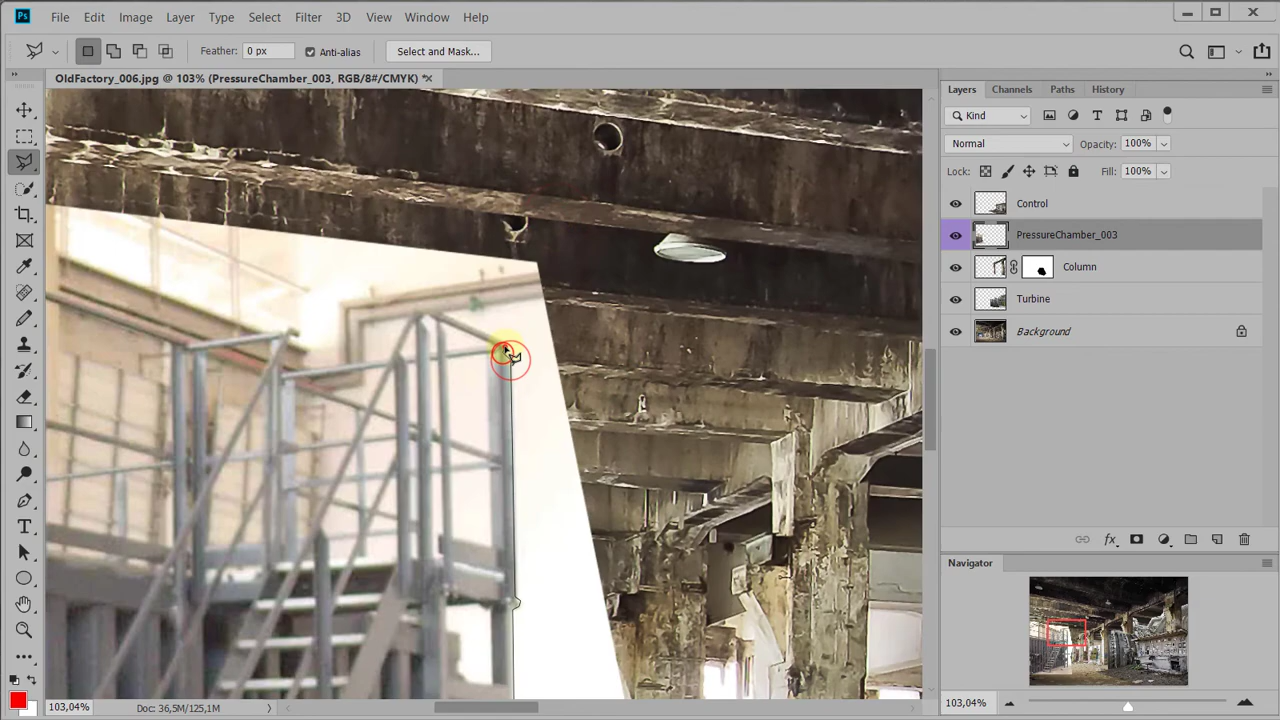 Ps File Edit Image Layer Type Select Filter 3D View Window Help
Feather: 0 px Anti-alias Select and Mask...
OldFactory_006.jpg @ 103% (PressureChamber_003, RGB/8#/CMYK) *
Layers Channels Paths History
Kind
Normal Opacity: 100%
Lock: Fill: 100%
Control
PressureChamber_003
Column
Turbine
Background
fx
Navigator
103,04% Doc: 36,5M/125,1M 103,04%